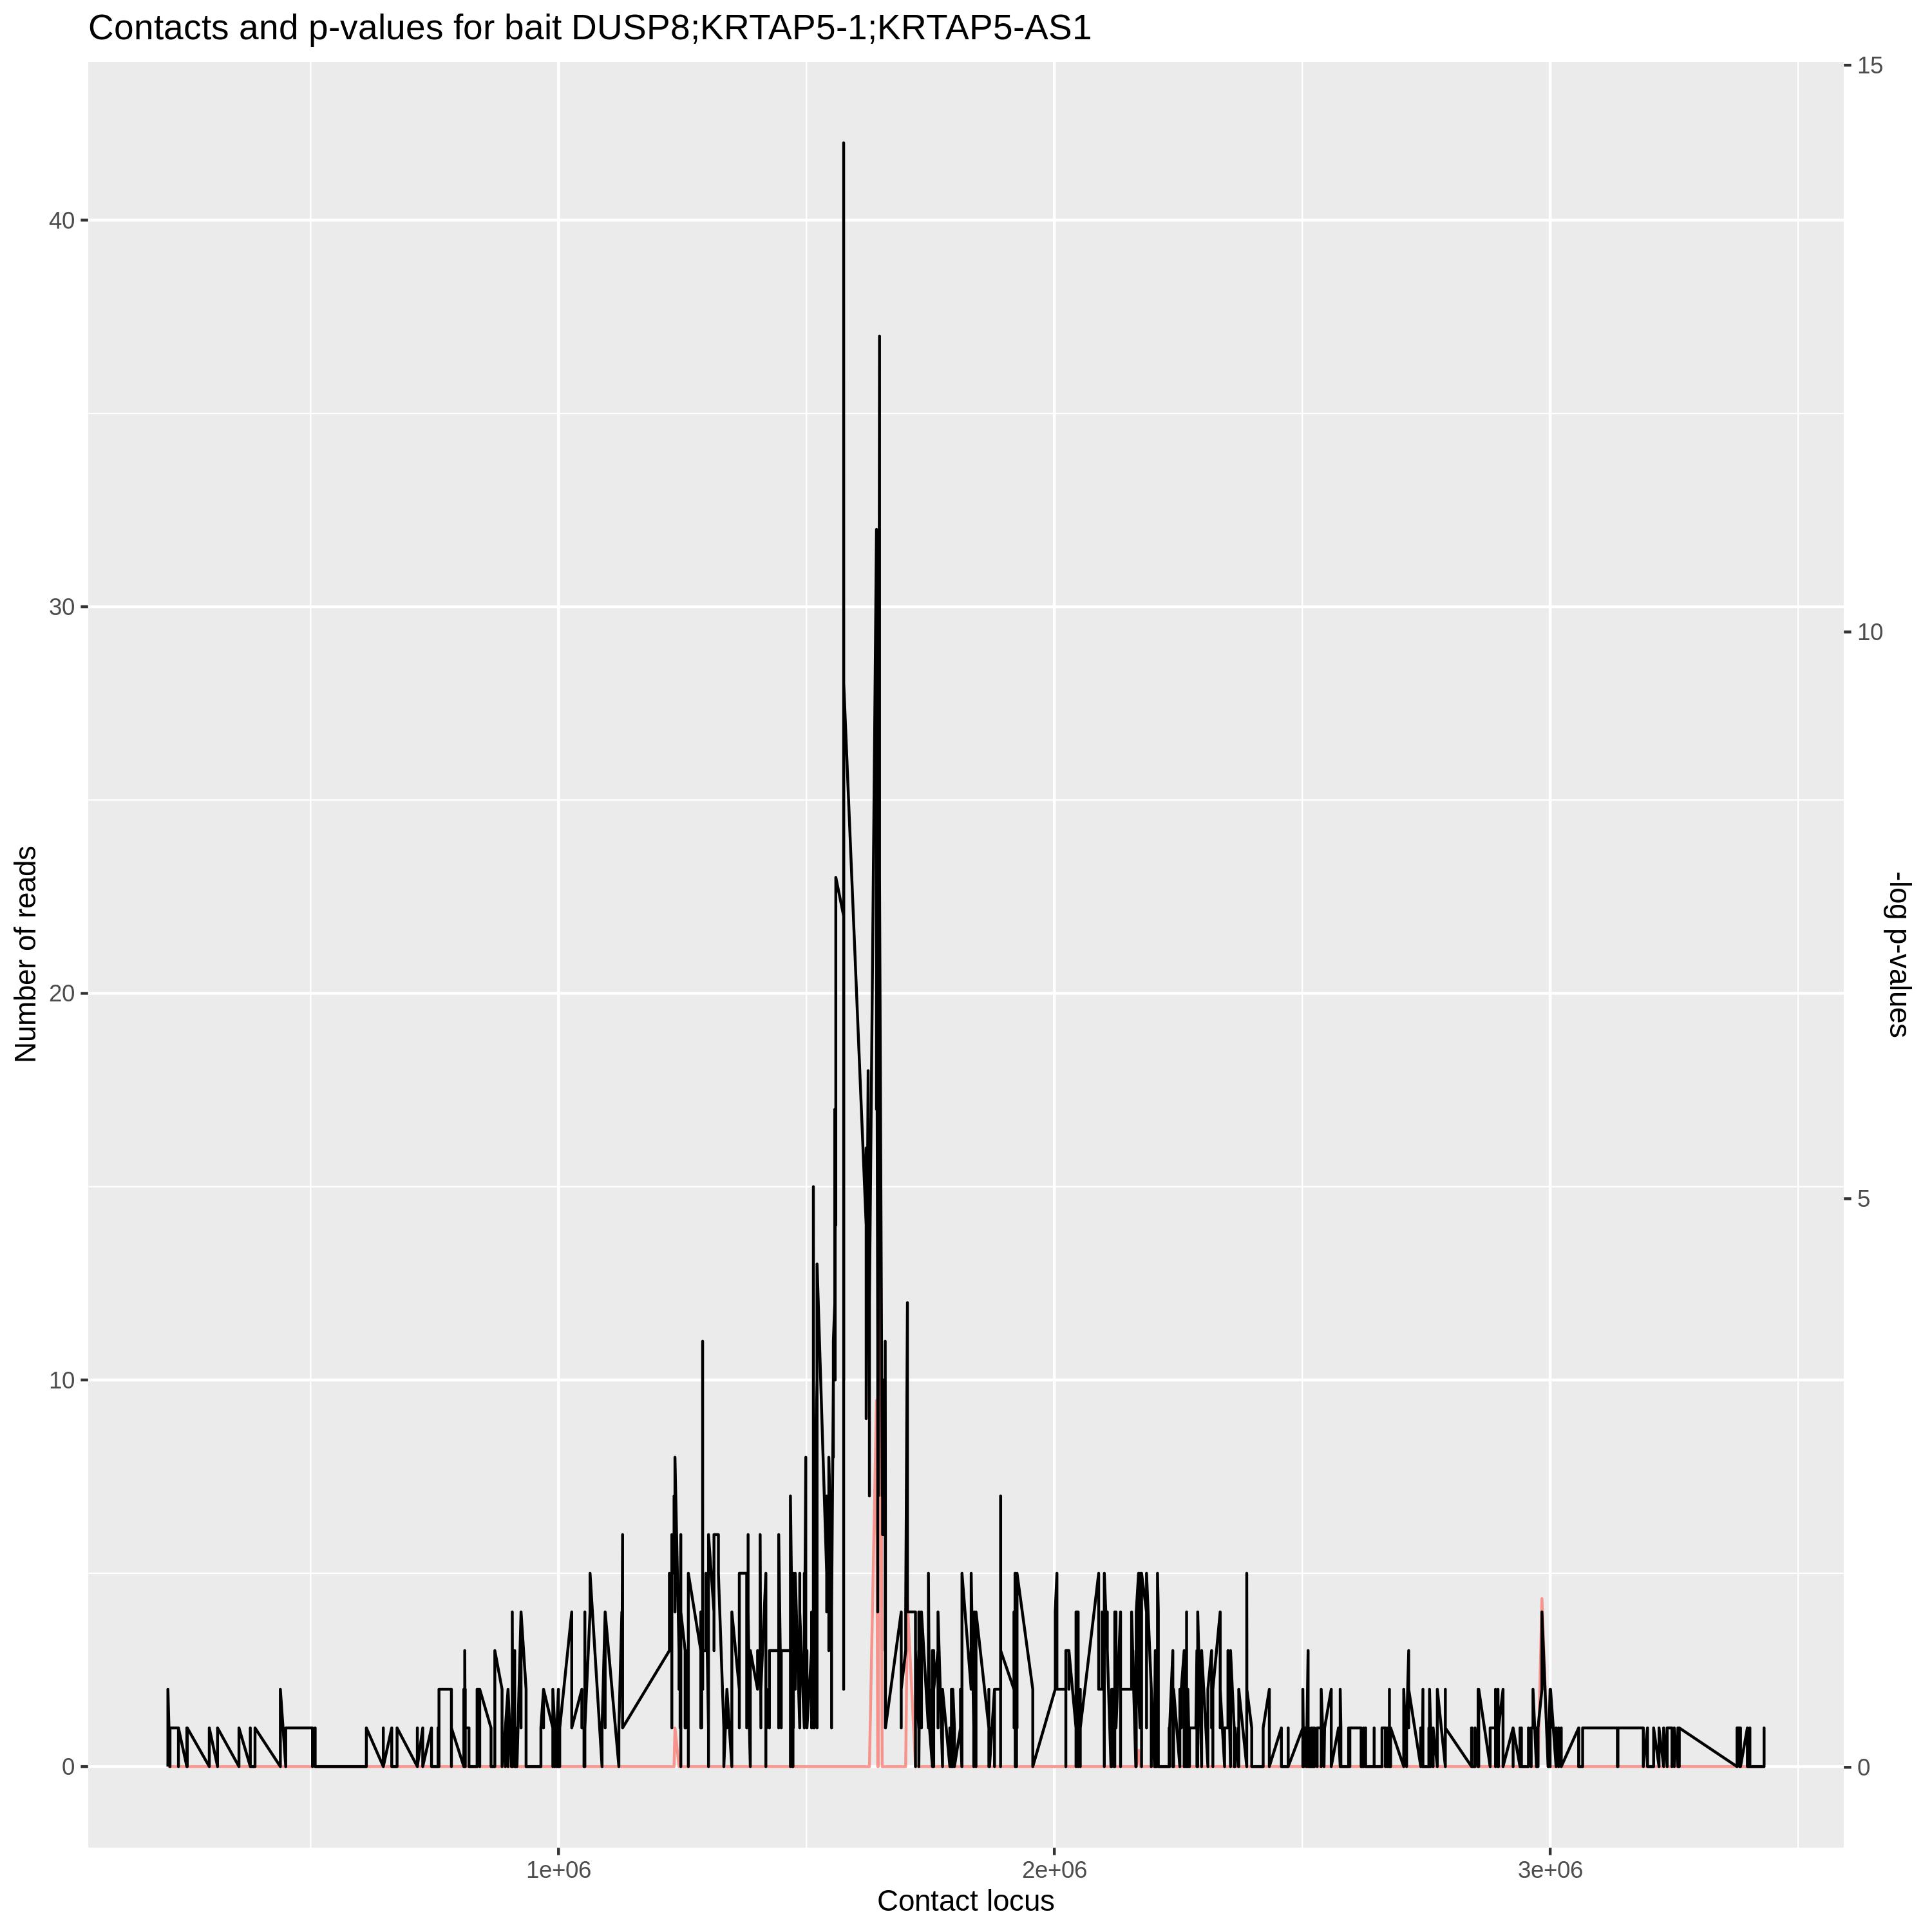 Contacts and p-values for bait DUSP8;KRTAP5-1;KRTAP5-AS1
15
40
30
10
Number of reads
-log p-values
20
5
10
0
0
1e+06
2e+06
3e+06
Contact locus